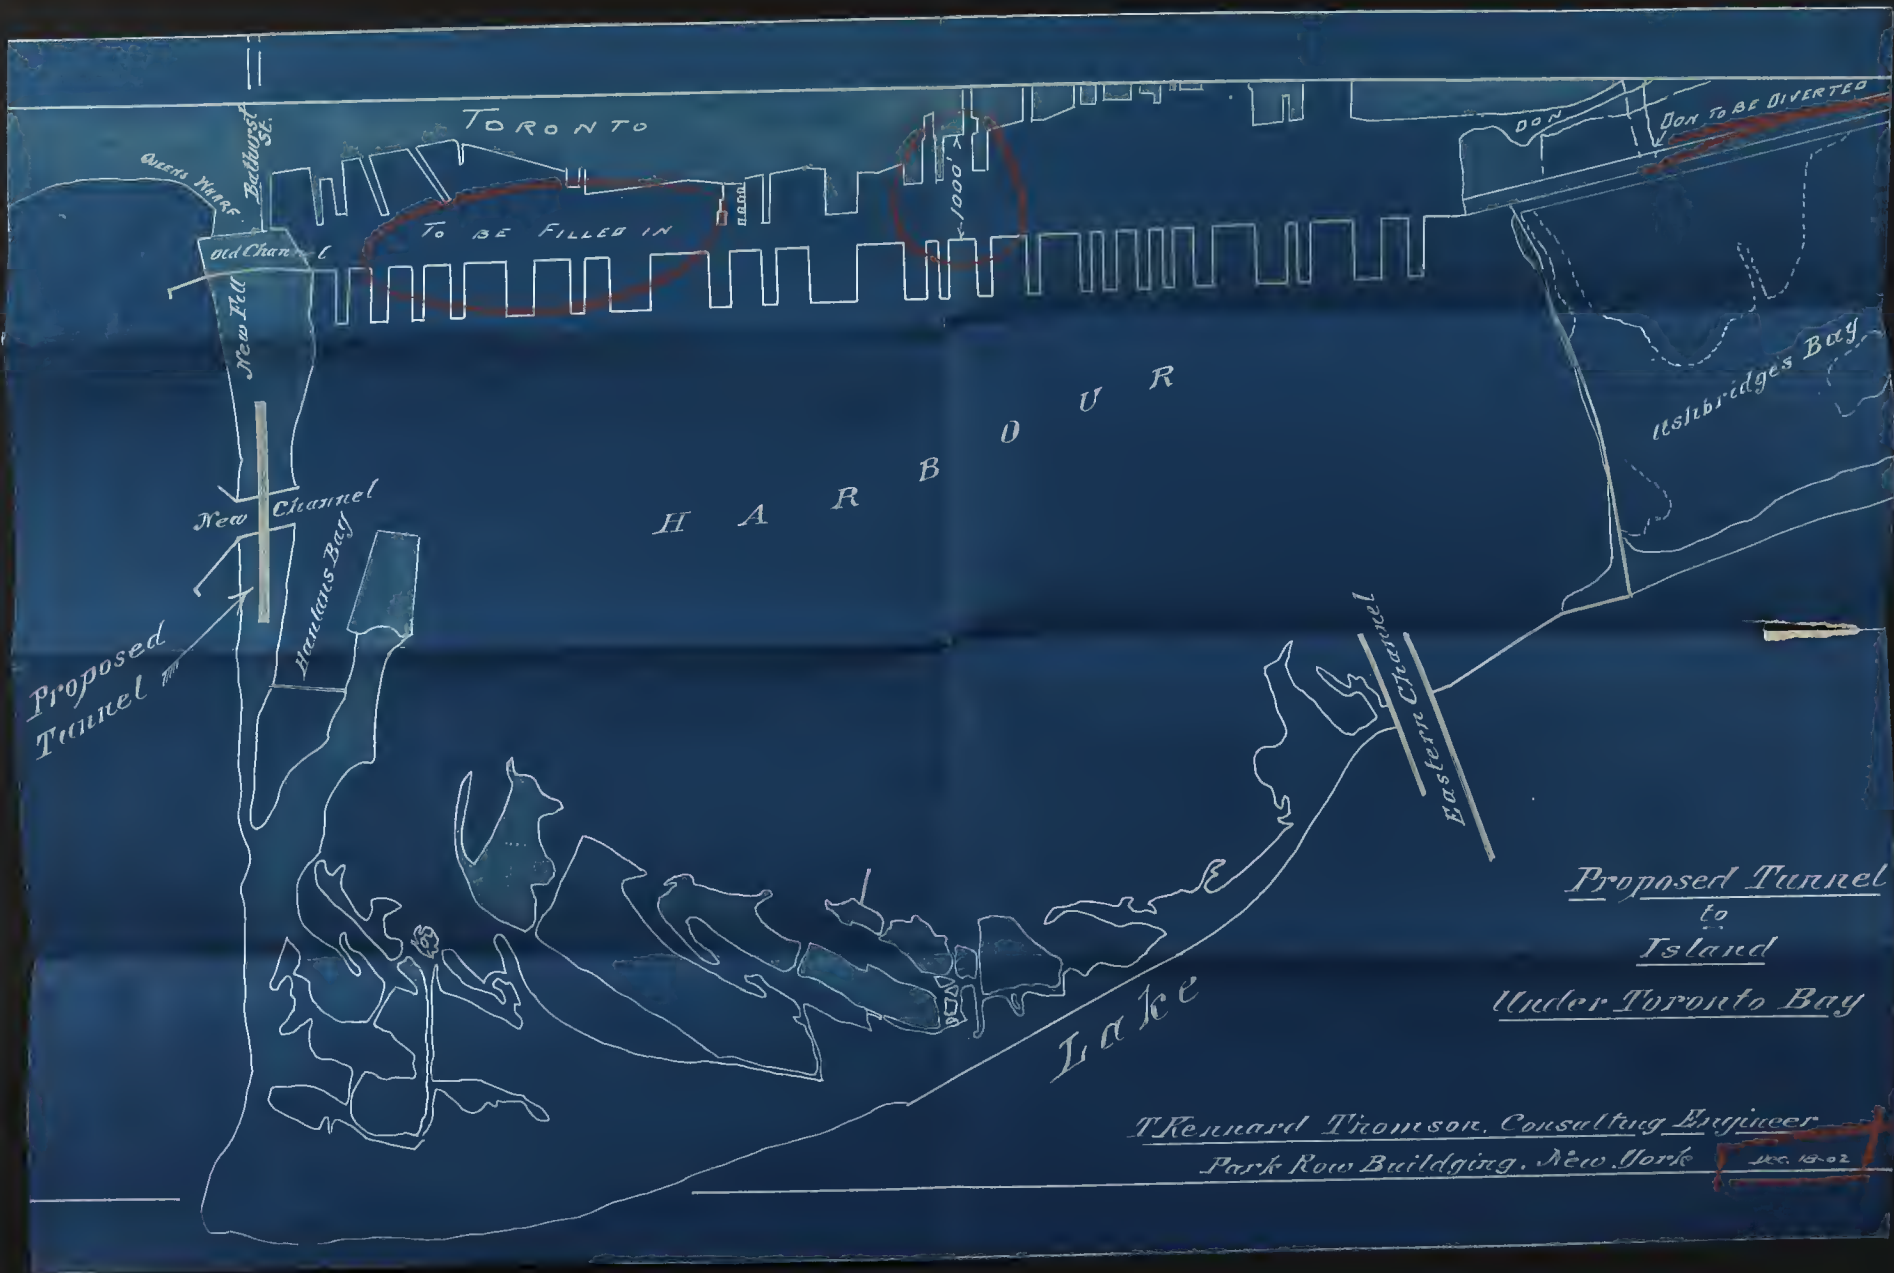 TORONTO
Bathurst
St.
QUEENS WHARF
DON
DON TO BE DIVERTED
1000'
TO BE FILLED IN
Old Channel
New Fill
Ashbridges Bay
HARBOUR
New Channel
Hanlans Bay
Proposed
Tunnel
Eastern Channel
Lake
Proposed Tunnel
to
Island
Under Toronto Bay
T Kennard Thomson. Consulting Engineer
Park Row Buildging. New York
Dec. 18-02